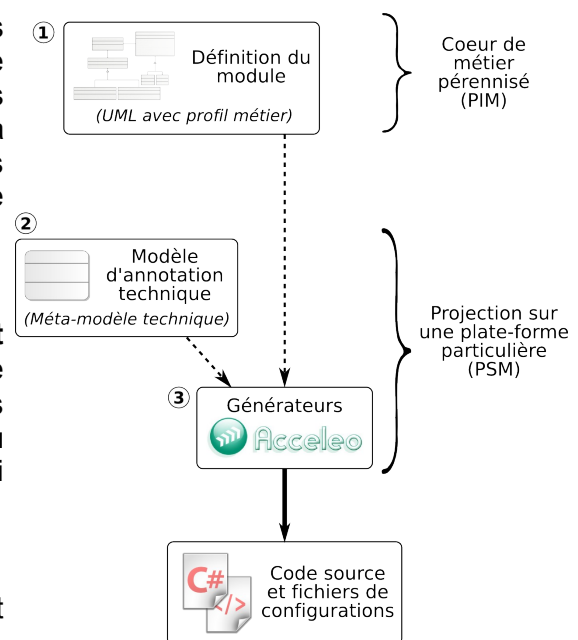 ①
Définition du
module
(UML avec profil métier)
Coeur de
métier
pérennisé
(PIM)
②
Modèle
d'annotation
technique
(Méta-modèle technique)
Projection sur
une plate-forme
particulière
(PSM)
③
Générateurs
Acceleo
C#
</>
Code source
et fichiers de
configurations